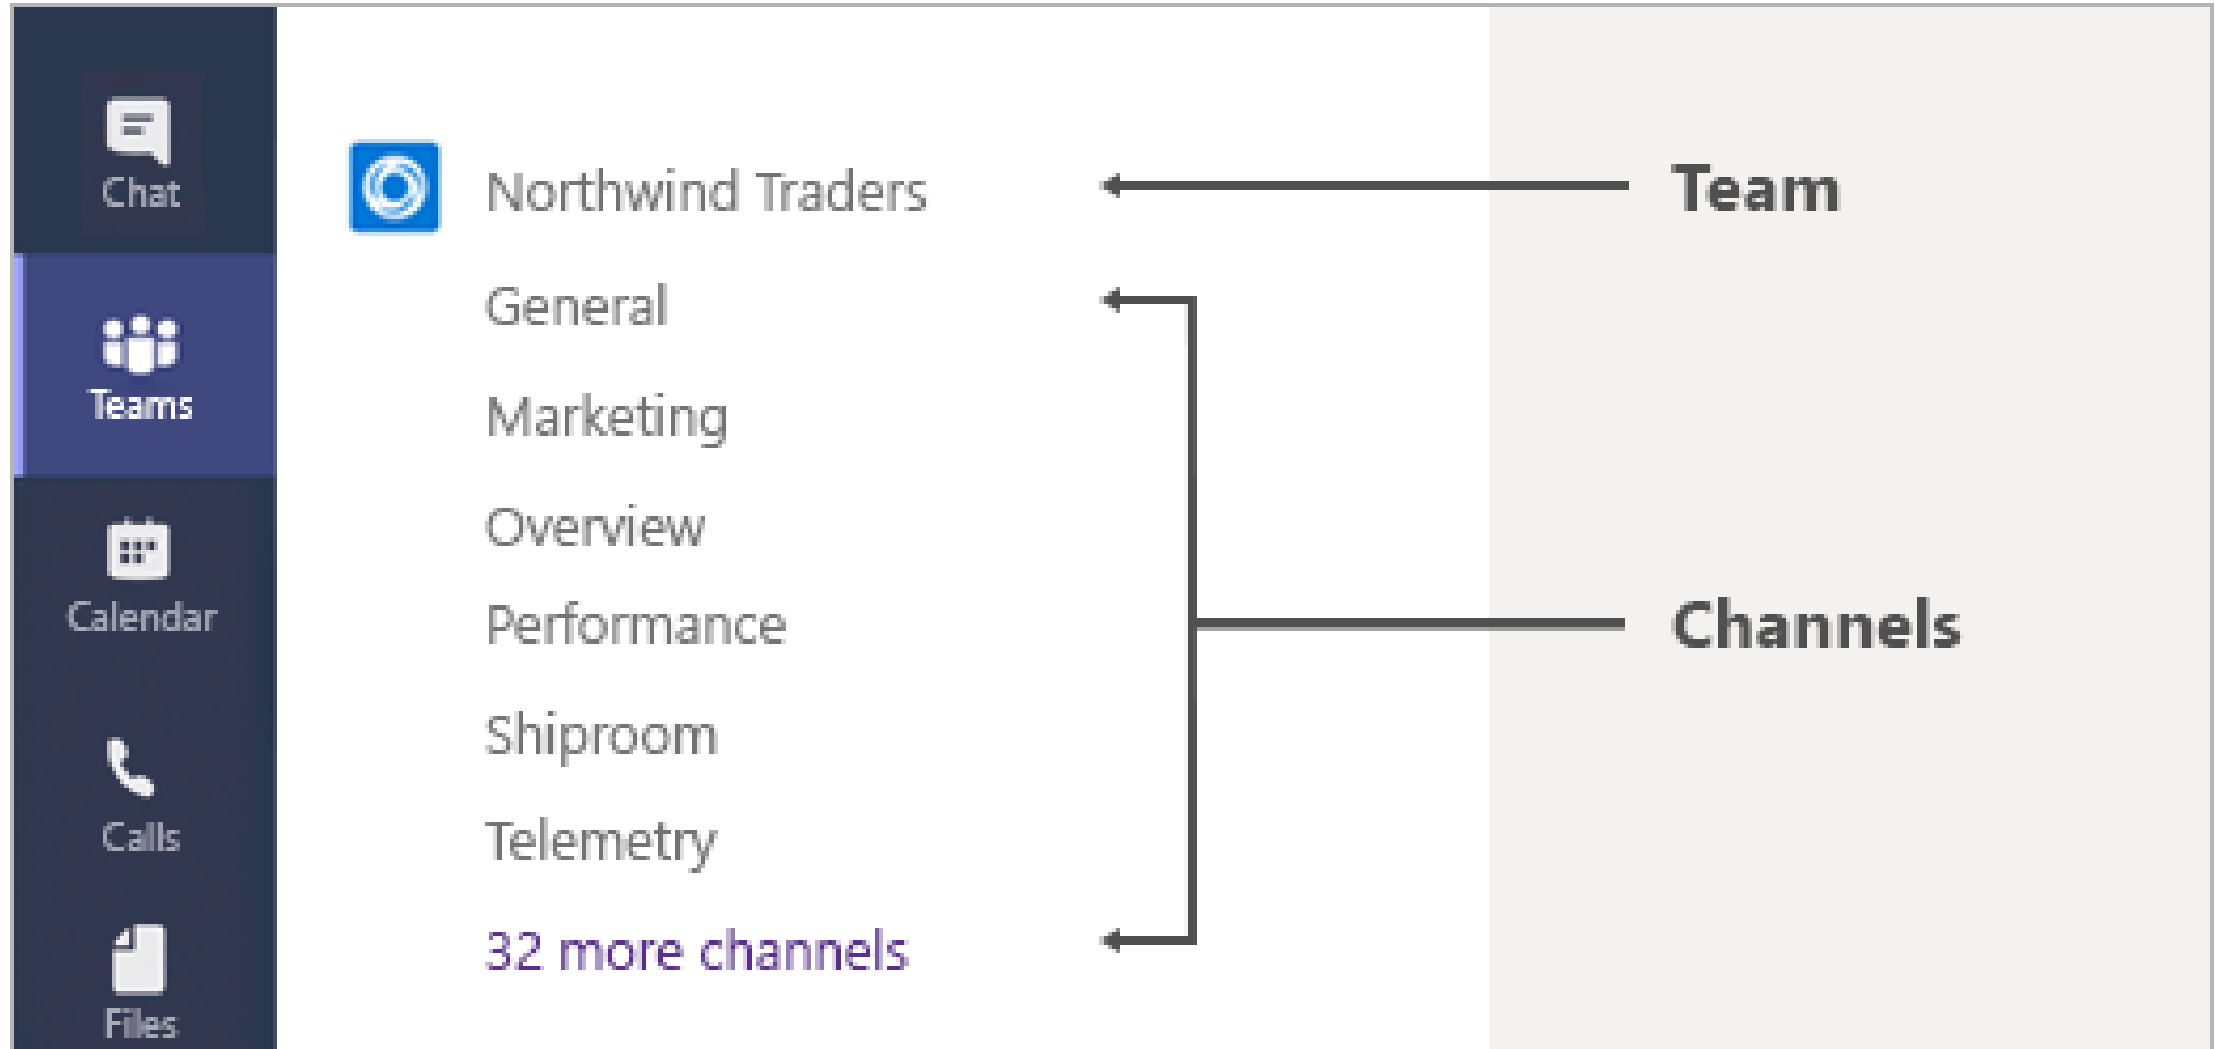 Chat
Teams
Calendar
Calls
Files
Northwind Traders
General
Marketing
Overview
Performance
Shiproom
Telemetry
32 more channels
Team
Channels